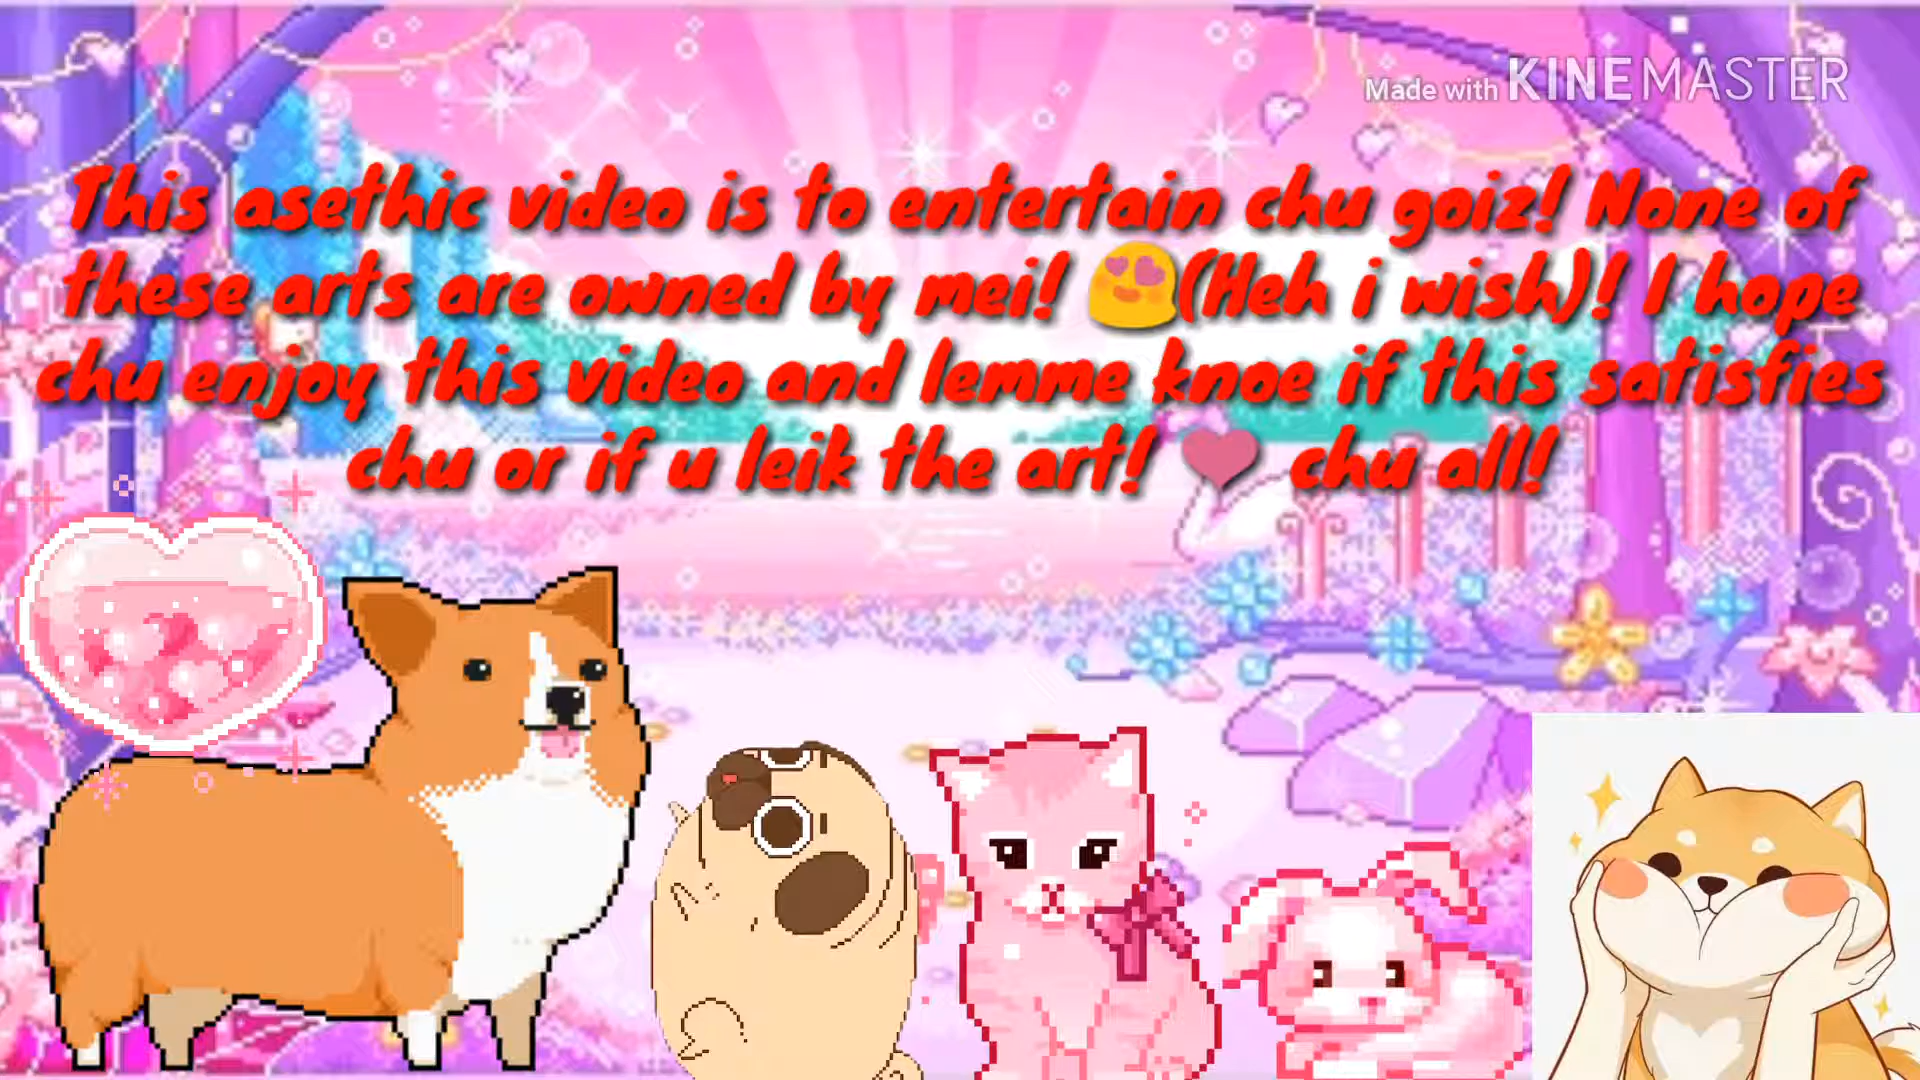 Made with KINEMASTER
This asethic video is to entertain chu goiz! None of
these arts are owned by mei! 😍(Heh i wish)! I hope
chu enjoy this video and lemme knoe if this satisfies
chu or if u leik the art! ❤ chu all!